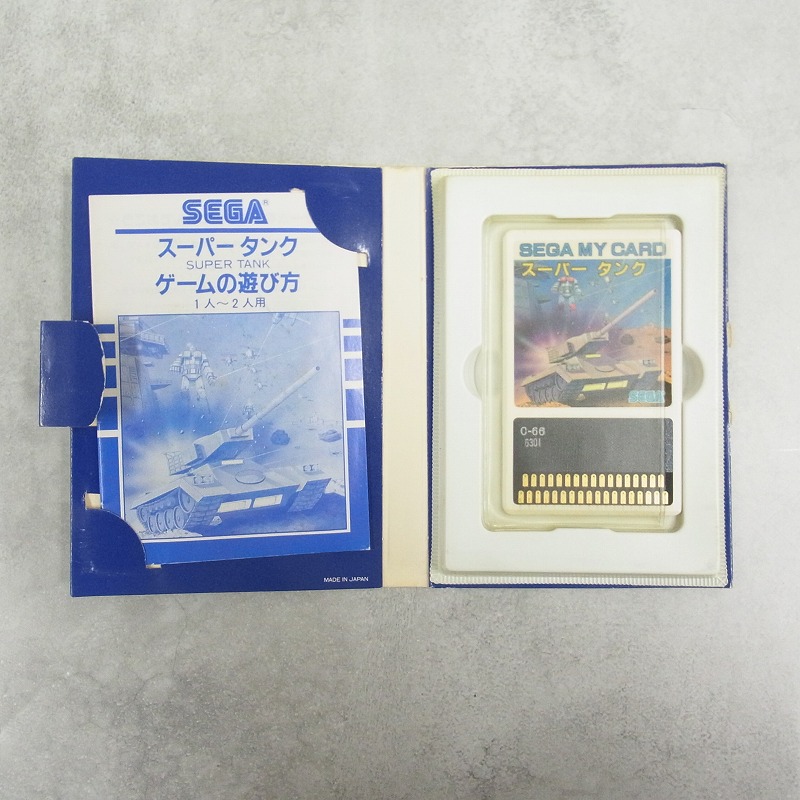 SEGA®
スーパー タンク
SUPER TANK
ゲームの遊び方
1人〜2人用
MADE IN JAPAN
SEGA MY CARD
スーパー タンク
SEGA
C-66
6301